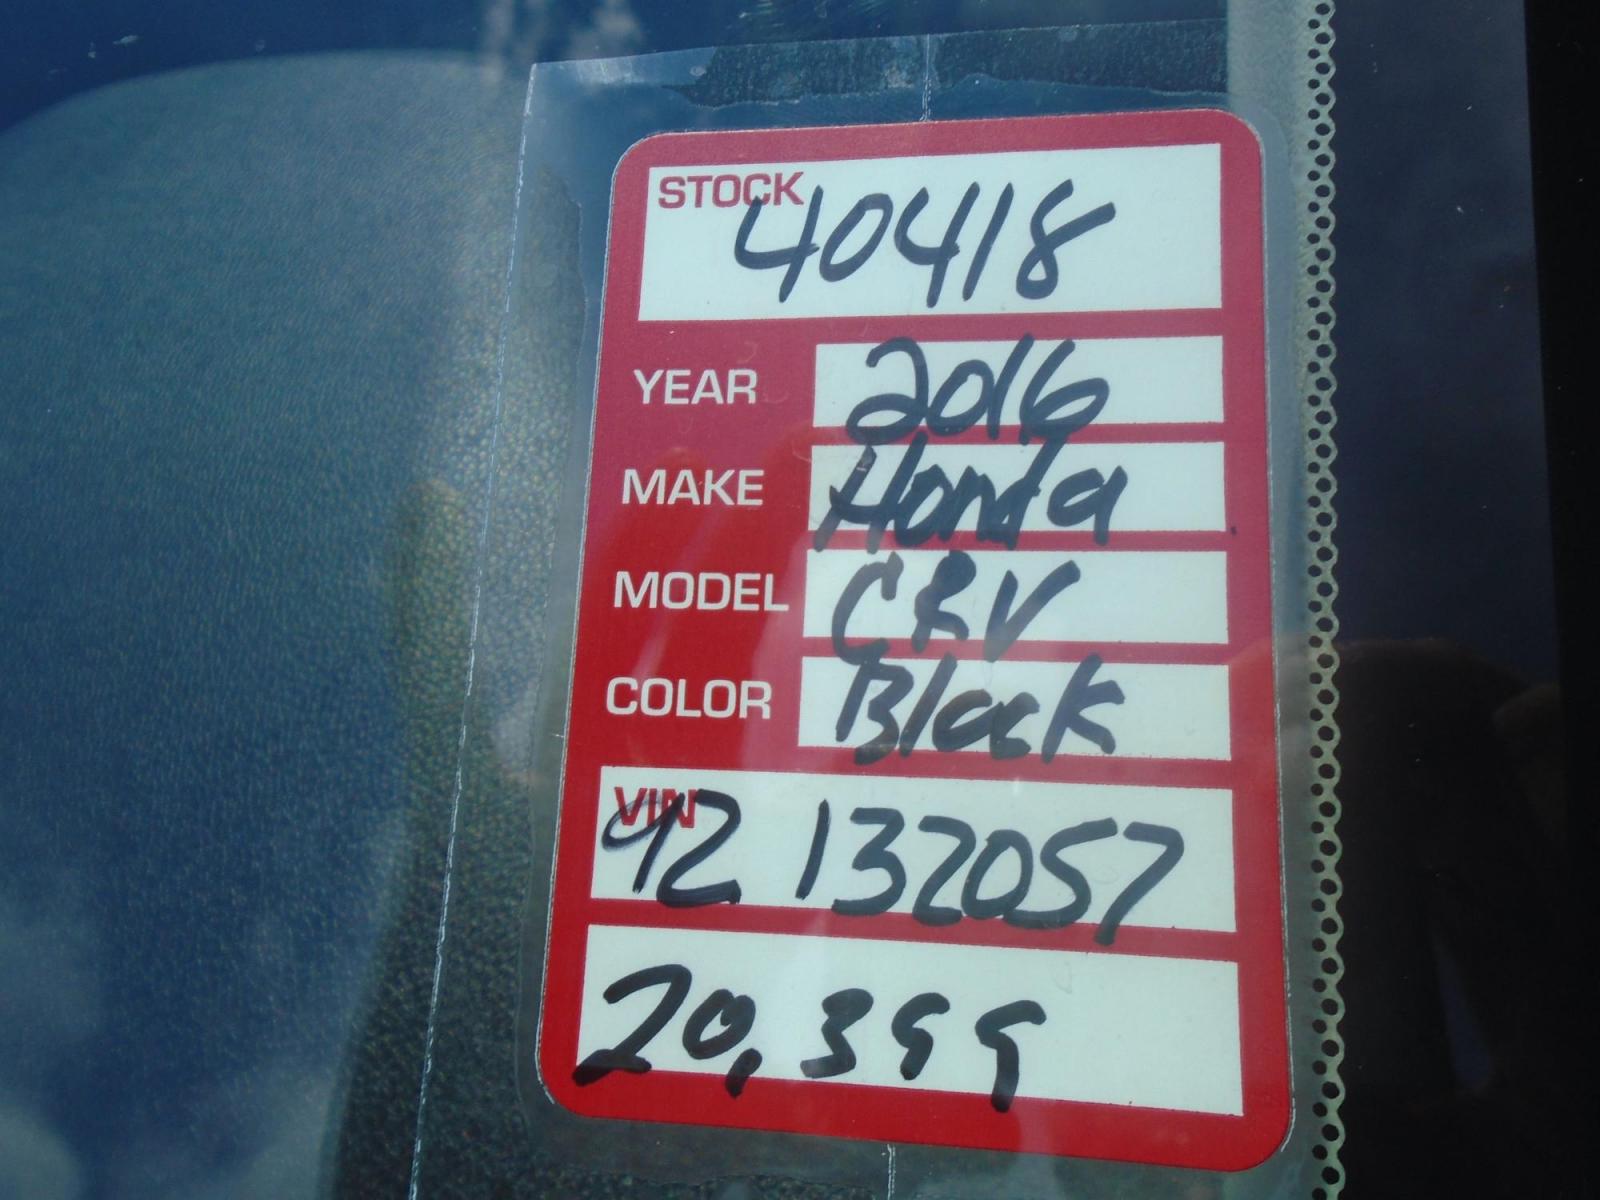 STOCK 40418
YEAR 2016
MAKE Honda
MODEL CRV
COLOR Black
VIN 92 132057
20,399